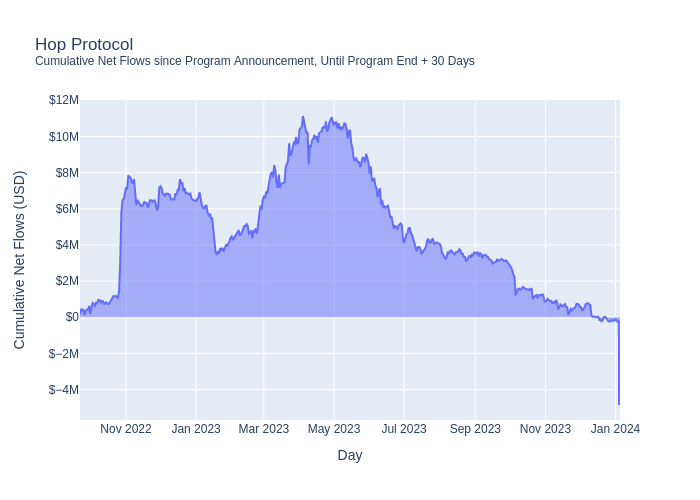 Hop Protocol
Cumulative Net Flows since Program Announcement, Until Program End + 30 Days
$12M
$10M
$8M
$6M
$4M
$2M
$0
$−2M
$−4M
Cumulative Net Flows (USD)
Nov 2022 Jan 2023 Mar 2023 May 2023 Jul 2023 Sep 2023 Nov 2023 Jan 2024
Day